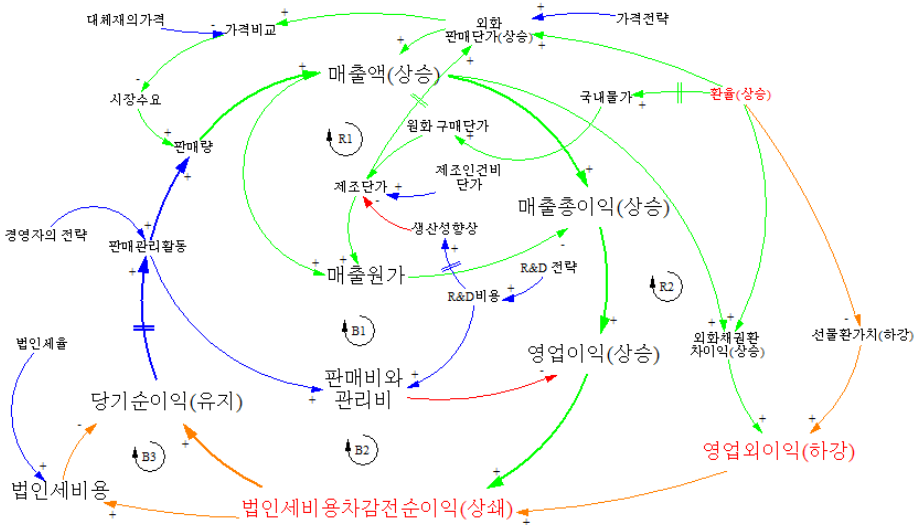 대체재의가격
가격비교
외화
판매단가(상승)
가격전략
매출액(상승)
시장수요
국내물가
환율(상승)
원화 구매단가
판매량
R1
제조단가
제조인건비
단가
매출총이익(상승)
경영자의 전략
판매관리활동
생산성향상
매출원가
R&D 전략
R&D비용
R2
B1
법인세율
영업이익(상승)
외화채권환
차이익(상승)
선물환가치(하강)
판매비와
관리비
당기순이익(유지)
B3
B2
영업외이익(하강)
법인세비용
법인세비용차감전순이익(상쇄)